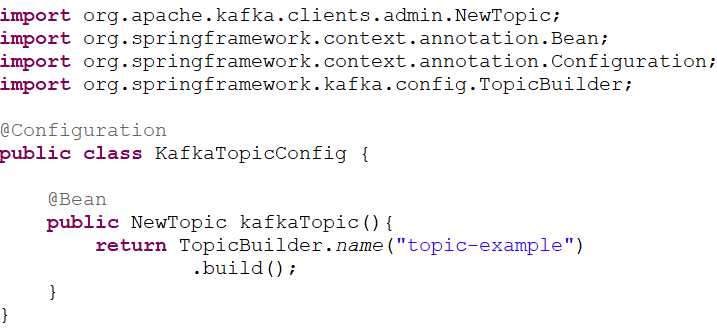 import org.apache.kafka.clients.admin.NewTopic;
import org.springframework.context.annotation.Bean;
import org.springframework.context.annotation.Configuration;
import org.springframework.kafka.config.TopicBuilder;

@Configuration
public class KafkaTopicConfig {

    @Bean
    public NewTopic kafkaTopic(){
        return TopicBuilder.name("topic-example")
                .build();
    }
}